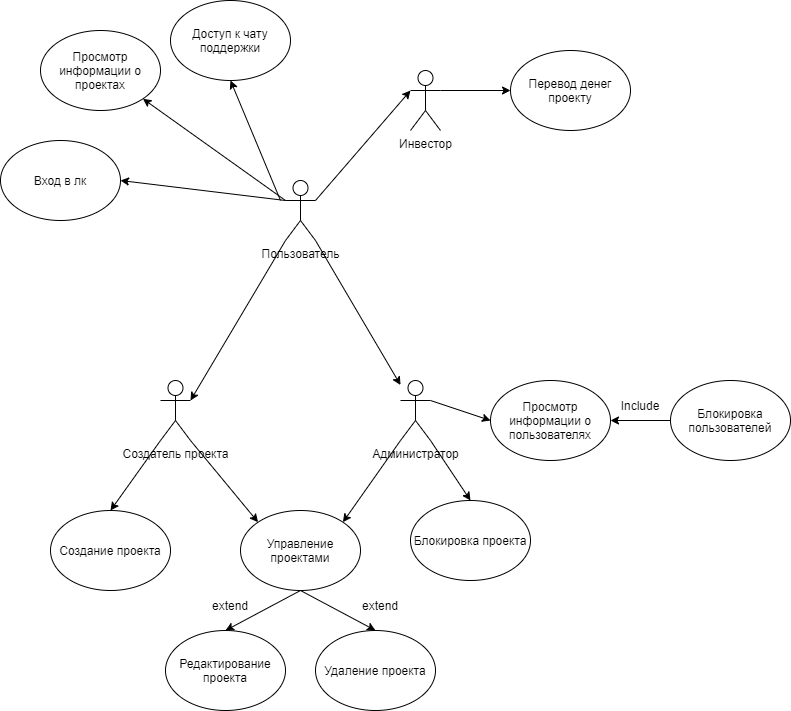 Доступ к чату
поддержки
Просмотр
информации о
проектах
Перевод денег
проекту
Инвестор
Вход в лк
Пользователь
Просмотр
информации о
пользователях
Include
Блокировка
пользователей
Создатель проекта
Администратор
Создание проекта
Управление
проектами
Блокировка проекта
extend
extend
Редактирование
проекта
Удаление проекта